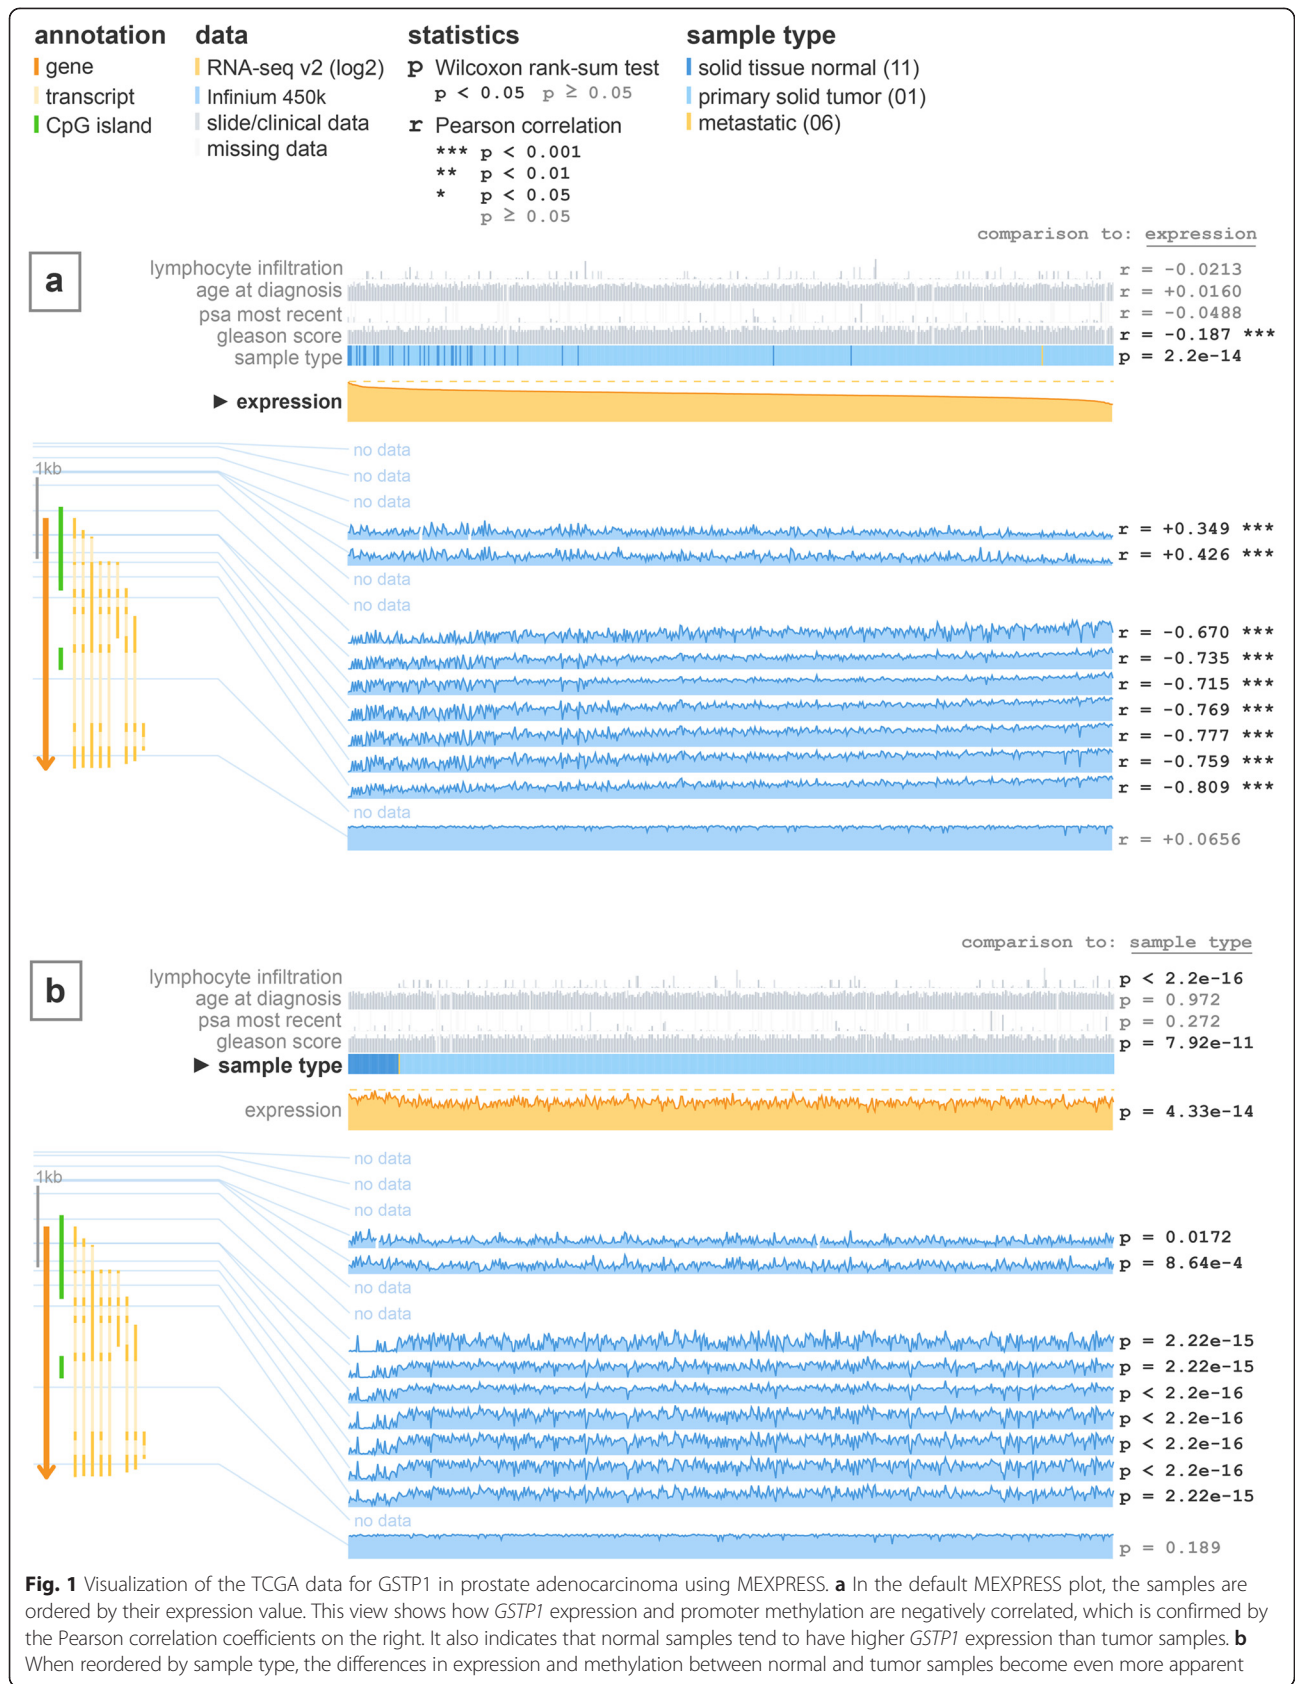 annotation
gene
transcript
CpG island
data
RNA-seq v2 (log2)
Infinium 450k
slide/clinical data
missing data
statistics
p Wilcoxon rank-sum test
p < 0.05 p ≥ 0.05
r Pearson correlation
*** p < 0.001
** p < 0.01
* p < 0.05
p ≥ 0.05
sample type
solid tissue normal (11)
primary solid tumor (01)
metastatic (06)
comparison to: expression
a
lymphocyte infiltration r = -0.0213
age at diagnosis r = +0.0160
psa most recent r = -0.0488
gleason score r = -0.187 ***
sample type p = 2.2e-14
► expression
1kb
no data
no data
no data
r = +0.349 ***
r = +0.426 ***
no data
no data
r = -0.670 ***
r = -0.735 ***
r = -0.715 ***
r = -0.769 ***
r = -0.777 ***
r = -0.759 ***
r = -0.809 ***
no data
r = +0.0656
comparison to: sample type
b
lymphocyte infiltration p < 2.2e-16
age at diagnosis p = 0.972
psa most recent p = 0.272
gleason score p = 7.92e-11
► sample type
expression p = 4.33e-14
1kb
no data
no data
no data
p = 0.0172
p = 8.64e-4
no data
no data
p = 2.22e-15
p = 2.22e-15
p < 2.2e-16
p < 2.2e-16
p < 2.2e-16
p < 2.2e-16
p = 2.22e-15
no data
p = 0.189
Fig. 1 Visualization of the TCGA data for GSTP1 in prostate adenocarcinoma using MEXPRESS. a In the default MEXPRESS plot, the samples are
ordered by their expression value. This view shows how GSTP1 expression and promoter methylation are negatively correlated, which is confirmed by
the Pearson correlation coefficients on the right. It also indicates that normal samples tend to have higher GSTP1 expression than tumor samples. b
When reordered by sample type, the differences in expression and methylation between normal and tumor samples become even more apparent